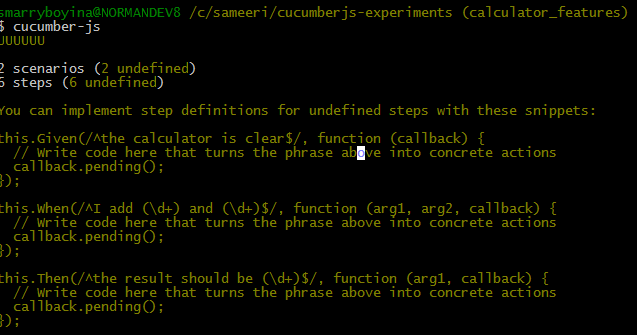 smarryboyina@NORMANDEV8 /c/sameeri/cucumberjs-experiments (calculator_features)
$ cucumber-js
UUUUUU
2 scenarios (2 undefined)
6 steps (6 undefined)
You can implement step definitions for undefined steps with these snippets:
this.Given(/^the calculator is clear$/, function (callback) {
  // Write code here that turns the phrase above into concrete actions
  callback.pending();
});
this.When(/^I add (\d+) and (\d+)$/, function (arg1, arg2, callback) {
  // Write code here that turns the phrase above into concrete actions
  callback.pending();
});
this.Then(/^the result should be (\d+)$/, function (arg1, callback) {
  // Write code here that turns the phrase above into concrete actions
  callback.pending();
});